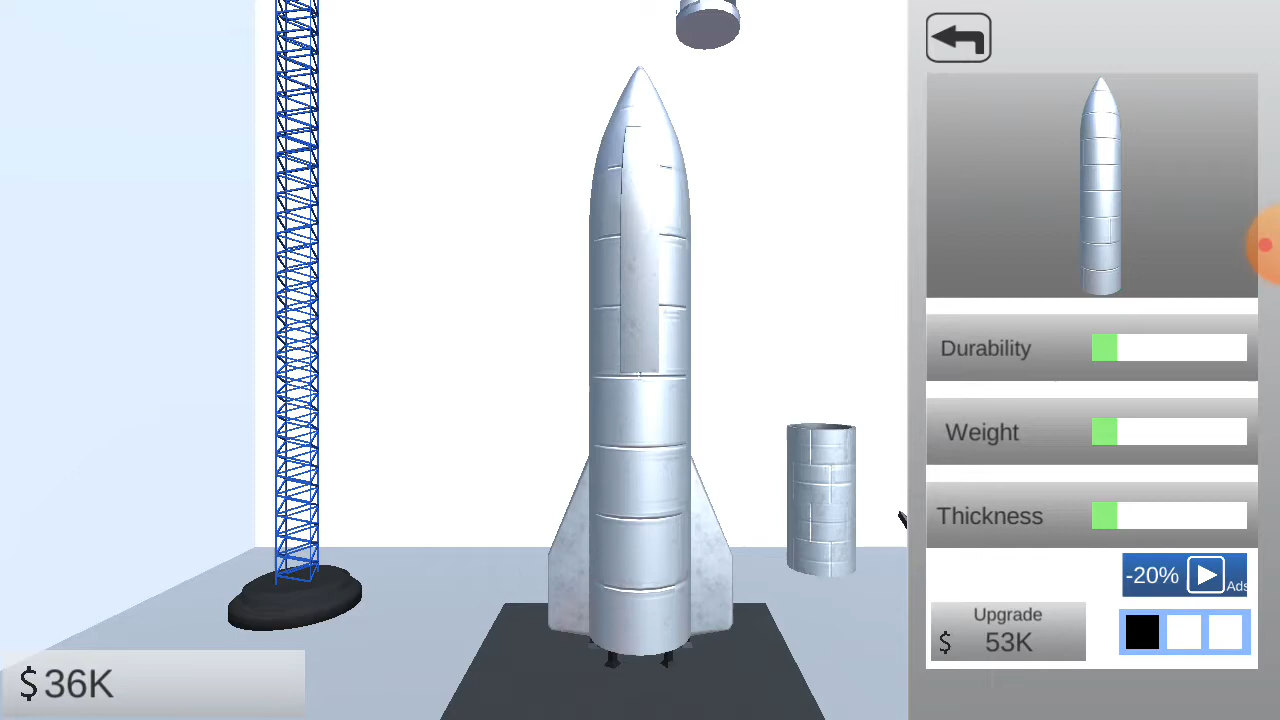 Durability
Weight
Thickness
-20%
Ads
Upgrade
$ 53K
$ 36K